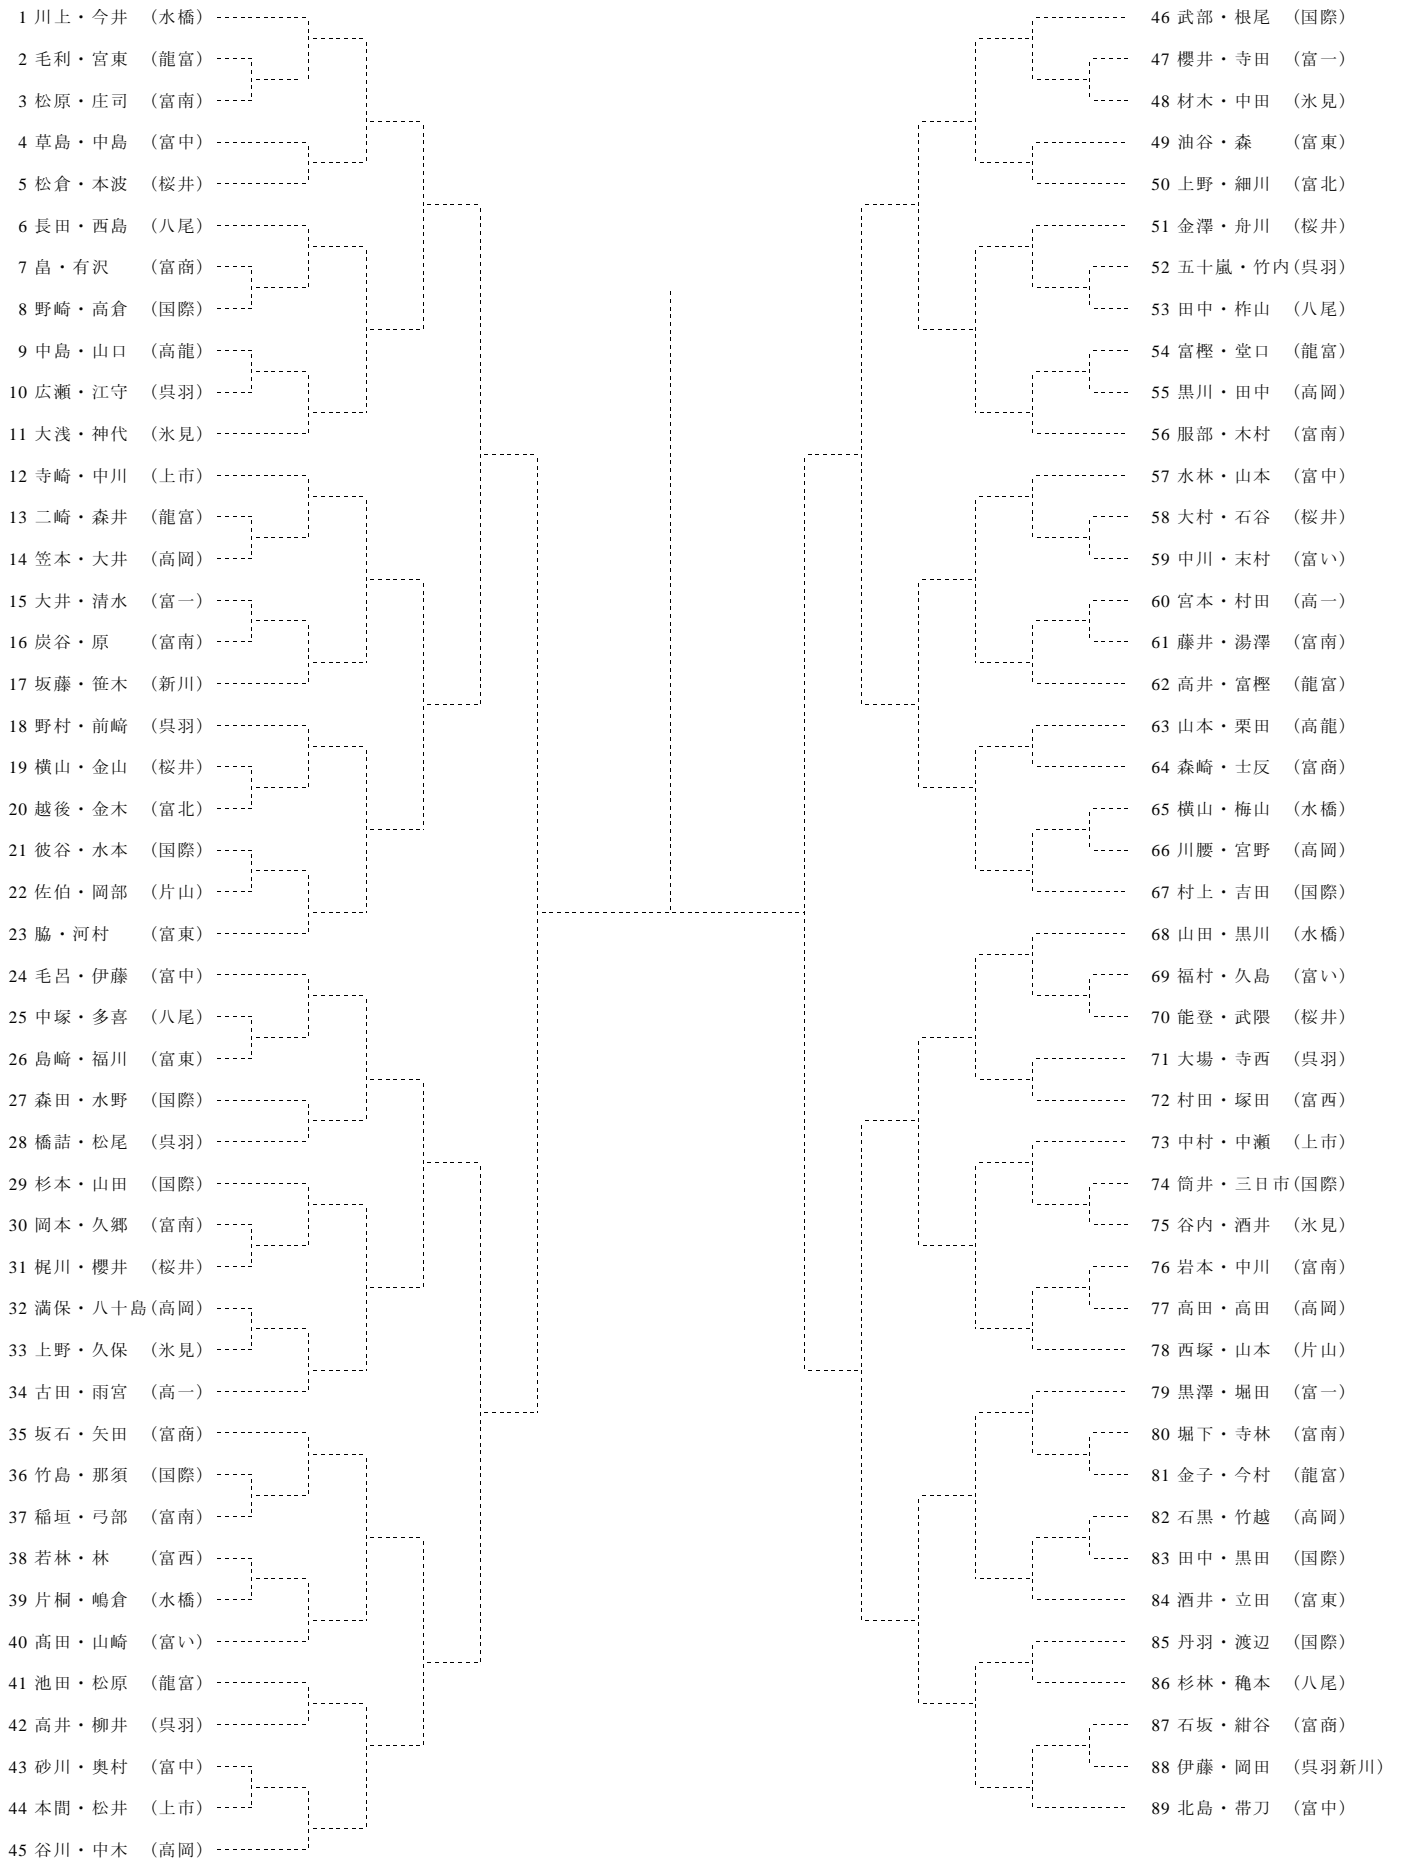 1 川上・今井 （水橋）
2 毛利・宮東 （龍富）
3 松原・庄司 （富南）
4 草島・中島 （富中）
5 松倉・本波 （桜井）
6 長田・西島 （八尾）
7 畠・有沢 （富商）
8 野崎・高倉 （国際）
9 中島・山口 （高龍）
10 広瀬・江守 （呉羽）
11 大浅・神代 （氷見）
12 寺崎・中川 （上市）
13 二崎・森井 （龍富）
14 笠本・大井 （高岡）
15 大井・清水 （富一）
16 炭谷・原 （富南）
17 坂藤・笹木 （新川）
18 野村・前﨑 （呉羽）
19 横山・金山 （桜井）
20 越後・金木 （富北）
21 彼谷・水本 （国際）
22 佐伯・岡部 （片山）
23 脇・河村 （富東）
24 毛呂・伊藤 （富中）
25 中塚・多喜 （八尾）
26 島﨑・福川 （富東）
27 森田・水野 （国際）
28 橋詰・松尾 （呉羽）
29 杉本・山田 （国際）
30 岡本・久郷 （富南）
31 梶川・櫻井 （桜井）
32 満保・八十島（高岡）
33 上野・久保 （氷見）
34 古田・雨宮 （高一）
35 坂石・矢田 （富商）
36 竹島・那須 （国際）
37 稲垣・弓部 （富南）
38 若林・林 （富西）
39 片桐・嶋倉 （水橋）
40 髙田・山崎 （富い）
41 池田・松原 （龍富）
42 高井・柳井 （呉羽）
43 砂川・奥村 （富中）
44 本間・松井 （上市）
45 谷川・中木 （高岡）
46 武部・根尾 （国際）
47 櫻井・寺田 （富一）
48 材木・中田 （氷見）
49 油谷・森 （富東）
50 上野・細川 （富北）
51 金澤・舟川 （桜井）
52 五十嵐・竹内（呉羽）
53 田中・柞山 （八尾）
54 富樫・堂口 （龍富）
55 黒川・田中 （高岡）
56 服部・木村 （富南）
57 水林・山本 （富中）
58 大村・石谷 （桜井）
59 中川・末村 （富い）
60 宮本・村田 （高一）
61 藤井・湯澤 （富南）
62 高井・富樫 （龍富）
63 山本・栗田 （高龍）
64 森崎・士反 （富商）
65 横山・梅山 （水橋）
66 川腰・宮野 （高岡）
67 村上・吉田 （国際）
68 山田・黒川 （水橋）
69 福村・久島 （富い）
70 能登・武隈 （桜井）
71 大場・寺西 （呉羽）
72 村田・塚田 （富西）
73 中村・中瀬 （上市）
74 筒井・三日市（国際）
75 谷内・酒井 （氷見）
76 岩本・中川 （富南）
77 高田・高田 （高岡）
78 西塚・山本 （片山）
79 黒澤・堀田 （富一）
80 堀下・寺林 （富南）
81 金子・今村 （龍富）
82 石黒・竹越 （高岡）
83 田中・黒田 （国際）
84 酒井・立田 （富東）
85 丹羽・渡辺 （国際）
86 杉林・穐本 （八尾）
87 石坂・紺谷 （富商）
88 伊藤・岡田 （呉羽新川）
89 北島・帯刀 （富中）